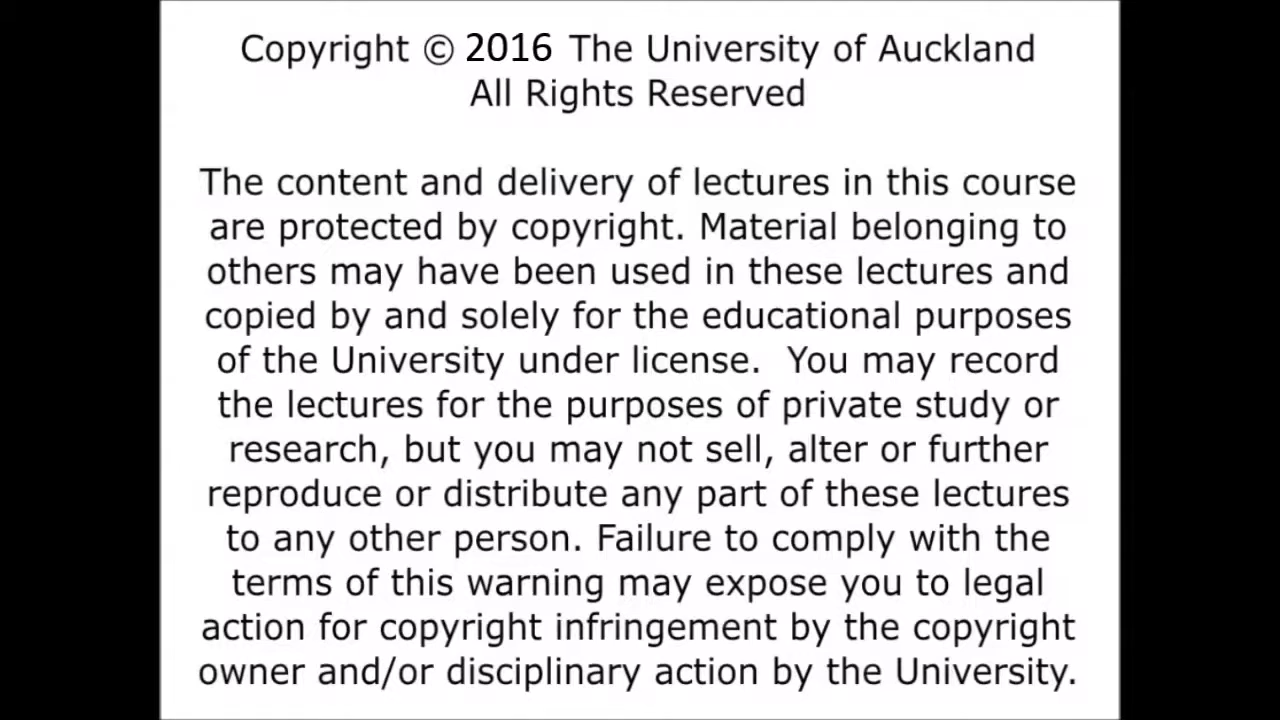 Copyright © 2016 The University of Auckland
All Rights Reserved
The content and delivery of lectures in this course
are protected by copyright. Material belonging to
others may have been used in these lectures and
copied by and solely for the educational purposes
of the University under license.  You may record
the lectures for the purposes of private study or
research, but you may not sell, alter or further
reproduce or distribute any part of these lectures
to any other person. Failure to comply with the
terms of this warning may expose you to legal
action for copyright infringement by the copyright
owner and/or disciplinary action by the University.